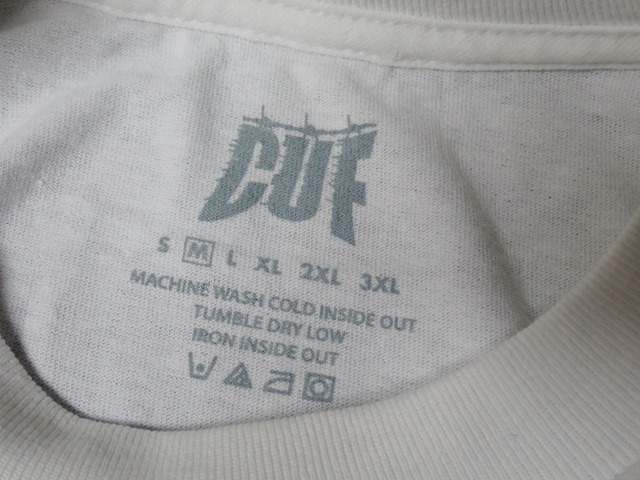 CUF
S M L XL 2XL 3XL
MACHINE WASH COLD INSIDE OUT
TUMBLE DRY LOW
IRON INSIDE OUT